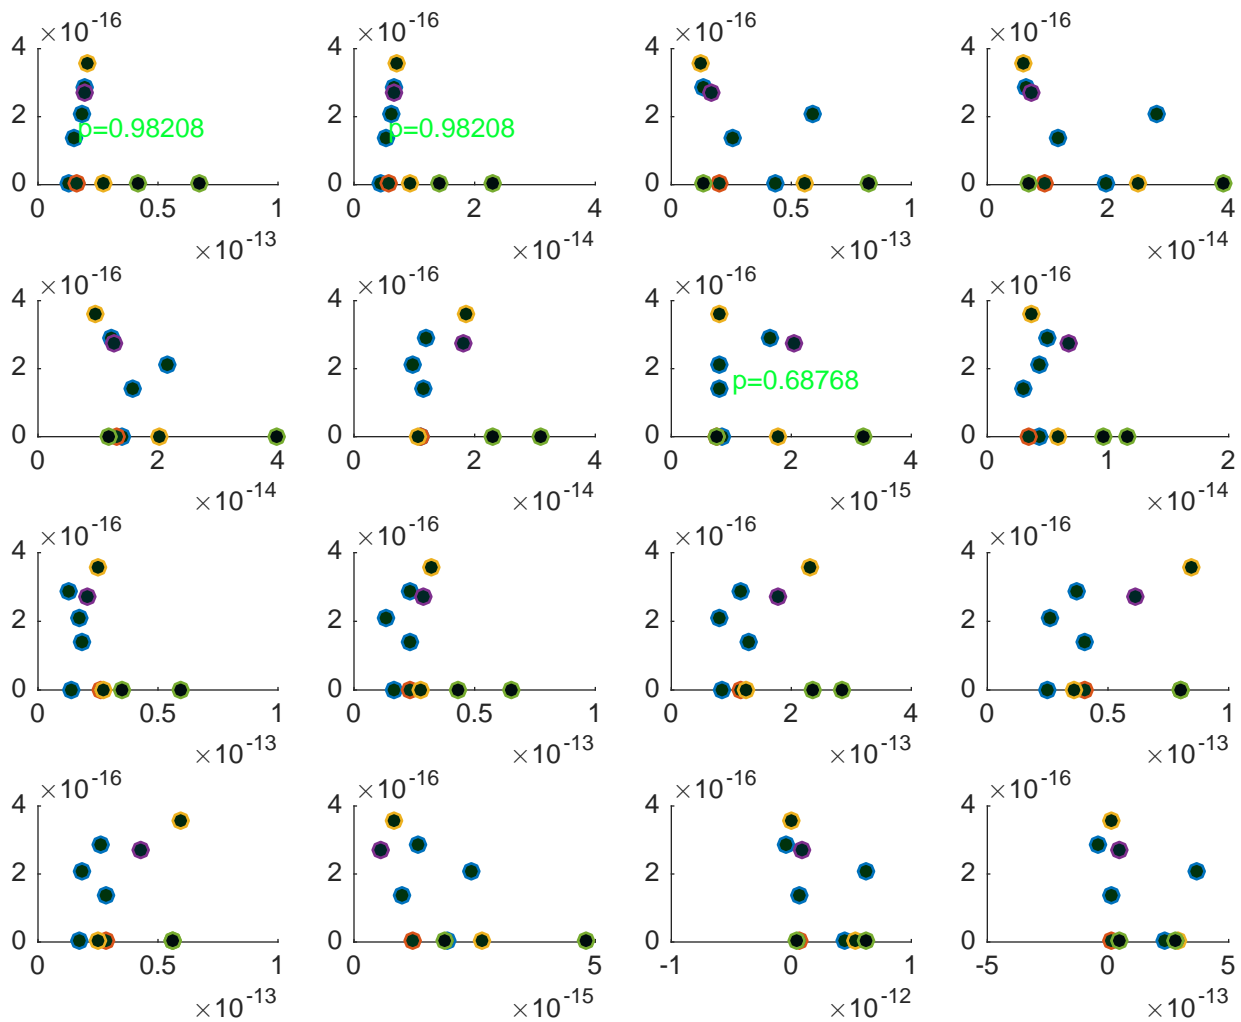 ×10-16 ×10-16 ×10-16 ×10-16
4 4 4 4
2 2 2 2
p=0.98208 p=0.98208
0 0 0 0
0 0.5 1 0 2 4 0 0.5 1 0 2 4
×10-13 ×10-14 ×10-13 ×10-14
×10-16 ×10-16 ×10-16 ×10-16
4 4 4 4
2 2 2 2
p=0.68768
0 0 0 0
0 2 4 0 2 4 0 2 4 0 1 2
×10-14 ×10-14 ×10-15 ×10-14
×10-16 ×10-16 ×10-16 ×10-16
4 4 4 4
2 2 2 2
0 0 0 0
0 0.5 1 0 0.5 1 0 2 4 0 0.5 1
×10-13 ×10-13 ×10-13 ×10-13
×10-16 ×10-16 ×10-16 ×10-16
4 4 4 4
2 2 2 2
0 0 0 0
0 0.5 1 0 5 -1 0 1 -5 0 5
×10-13 ×10-15 ×10-12 ×10-13